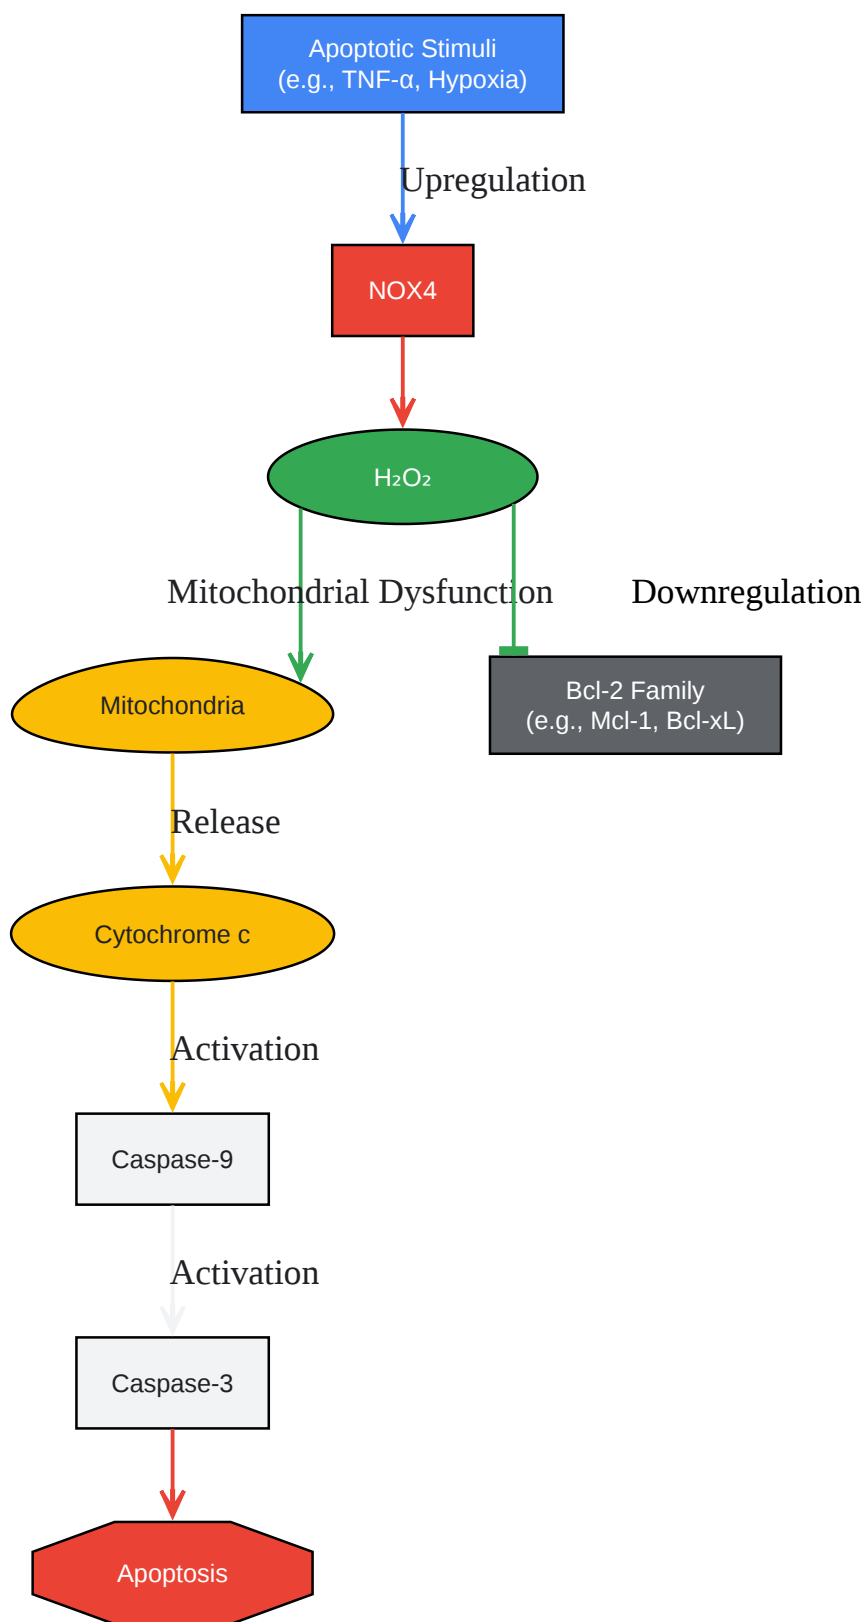 Apoptotic Stimuli
(e.g., TNF-α, Hypoxia)
Upregulation
NOX4
H₂O₂
Mitochondrial Dysfunction
Downregulation
Mitochondria
Bcl-2 Family
(e.g., Mcl-1, Bcl-xL)
Release
Cytochrome c
Activation
Caspase-9
Activation
Caspase-3
Apoptosis